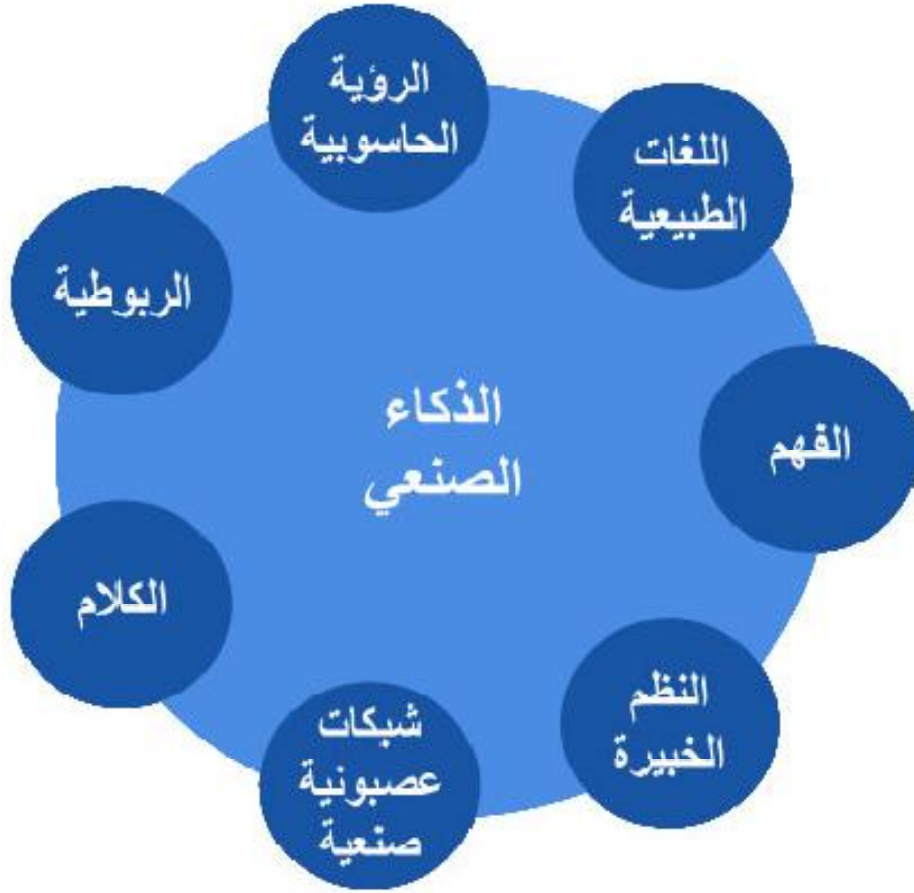 الرؤية
الحاسوبية
اللغات
الطبيعية
الربوطية
الذكاء
الصنعي
الفهم
الكلام
النظم
الخبيرة
شبكات
عصبونية
صنعية